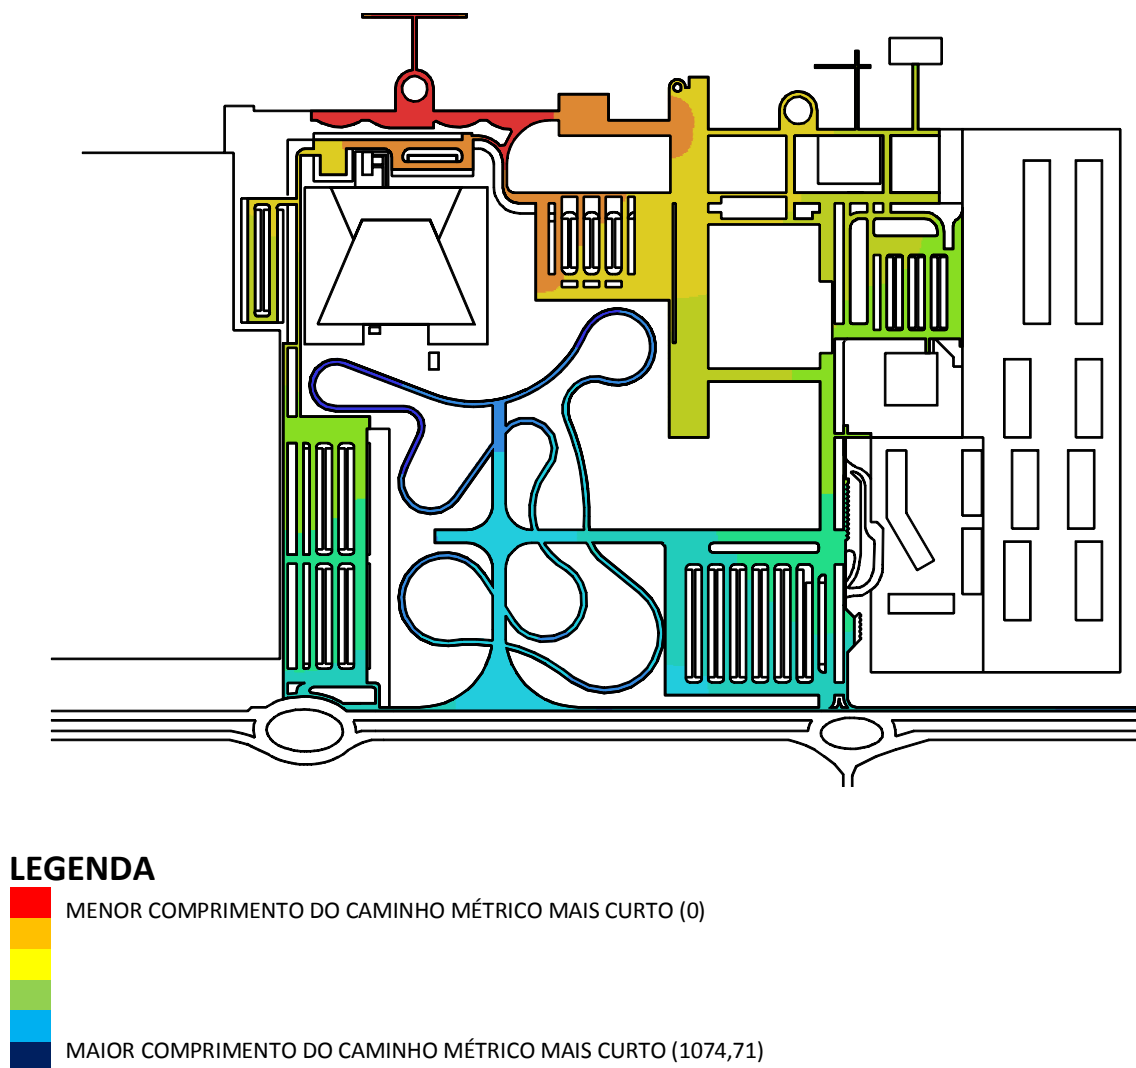 LEGENDA
MENOR COMPRIMENTO DO CAMINHO MÉTRICO MAIS CURTO (0)
MAIOR COMPRIMENTO DO CAMINHO MÉTRICO MAIS CURTO (1074,71)